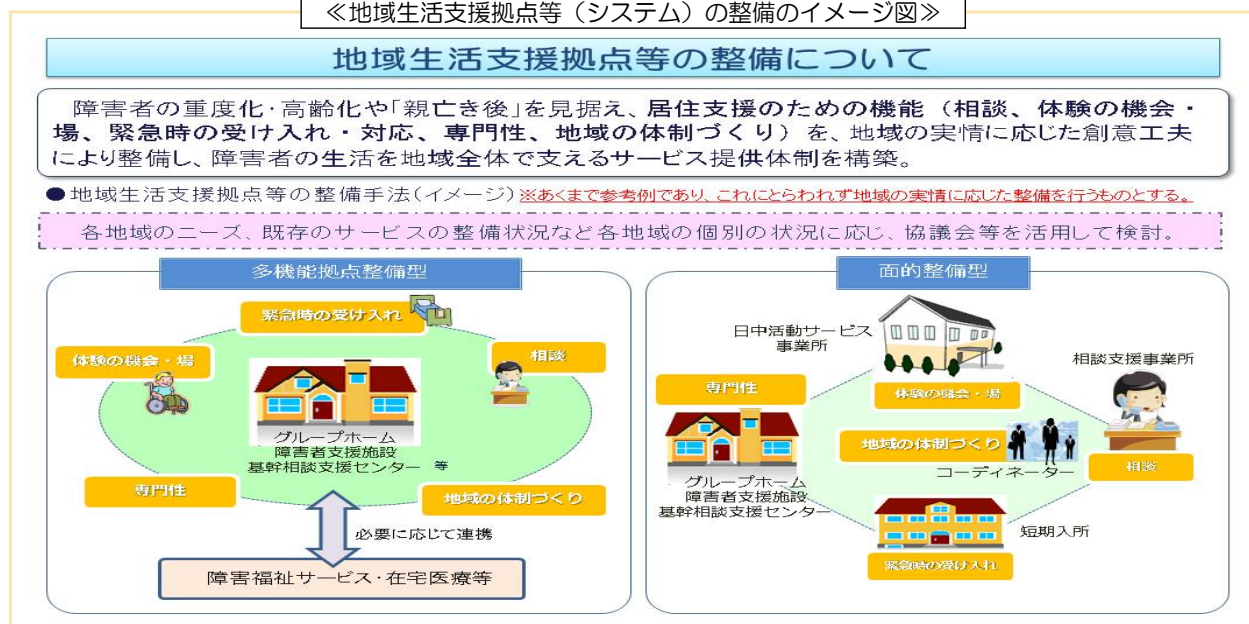 ≪地域生活支援拠点等（システム）の整備のイメージ図≫
地域生活支援拠点等の整備について
障害者の重度化・高齢化や「親亡き後」を見据え、居住支援のための機能（相談、体験の機会・
場、緊急時の受け入れ・対応、専門性、地域の体制づくり）を、地域の実情に応じた創意工夫
により整備し、障害者の生活を地域全体で支えるサービス提供体制を構築。
●地域生活支援拠点等の整備手法（イメージ）※あくまで参考例であり、これにとらわれず地域の実情に応じた整備を行うものとする。
各地域のニーズ、既存のサービスの整備状況など各地域の個別の状況に応じ、協議会等を活用して検討。
多機能拠点整備型
緊急時の受け入れ
体験の機会・場
相談
グループホーム
障害者支援施設
基幹相談支援センター 等
専門性
地域の体制づくり
必要に応じて連携
障害福祉サービス・在宅医療等
面的整備型
日中活動サービス
事業所
相談支援事業所
専門性
体験の機会・場
地域の体制づくり
コーディネーター
相談
グループホーム
障害者支援施設
基幹相談支援センター
短期入所
緊急時の受け入れ